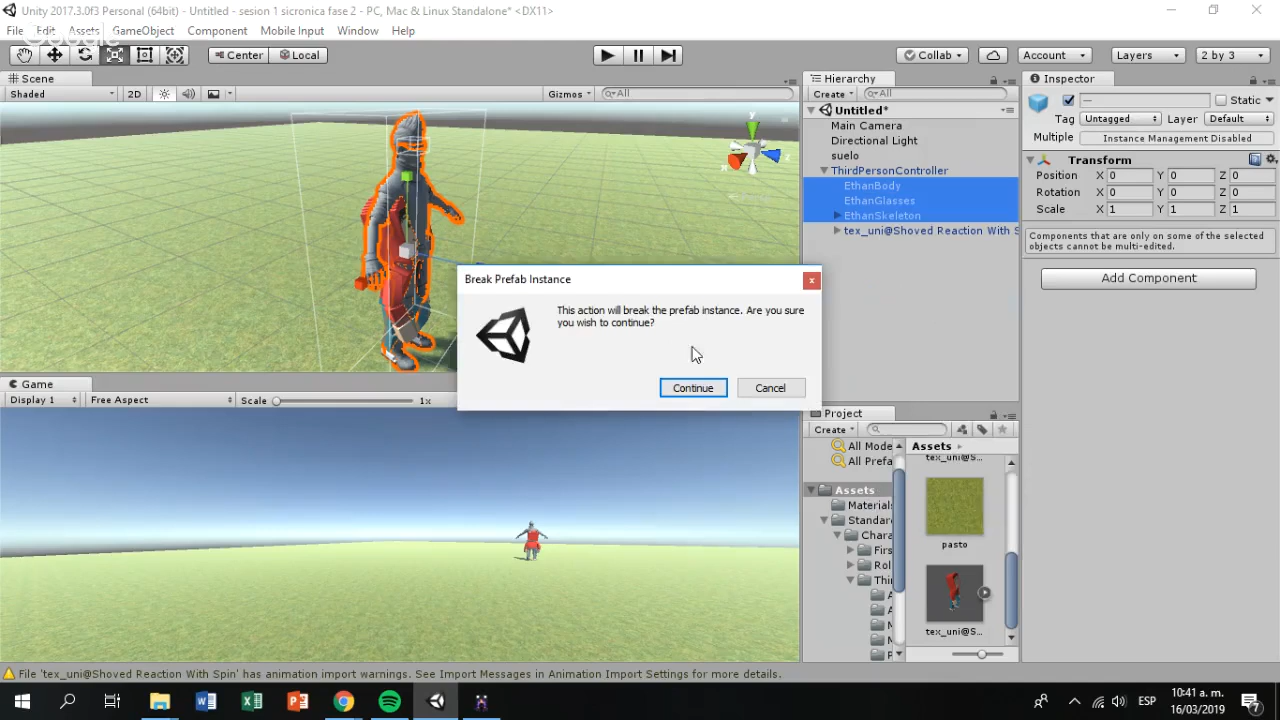 Unity 2017.3.0f3 Personal (64bit) - Untitled - sesion 1 sicronica fase 2 - PC, Mac & Linux Standalone* <DX11>
File Edit Assets GameObject Component Mobile Input Window Help
Google
Center Local
Collab Account Layers 2 by 3
Scene
Shaded 2D Gizmos All
y
x
z
Hierarchy
Create All
Untitled*
Main Camera
Directional Light
suelo
ThirdPersonController
EthanBody
EthanGlasses
EthanSkeleton
tex_uni@Shoved Reaction With S
Inspector
— Static
Tag Untagged Layer Default
Multiple Instance Management Disabled
Transform
Position X 0 Y 0 Z 0
Rotation X 0 Y 0 Z 0
Scale X 1 Y 1 Z 1
Components that are only on some of the selected
objects cannot be multi-edited.
Add Component
Break Prefab Instance
x
This action will break the prefab instance. Are you sure
you wish to continue?
Continue Cancel
Game
Display 1 Free Aspect Scale 1x
Project
Create
All Mode
All Prefa
Assets
Materials
Standard
Chara
First
Rol
Thi
A
A
M
M
P
Assets
tex_uni@S...
pasto
tex_uni@S...
File 'tex_uni@Shoved Reaction With Spin' has animation import warnings. See Import Messages in Animation Import Settings for more details.
ESP
10:41 a. m.
16/03/2019
7